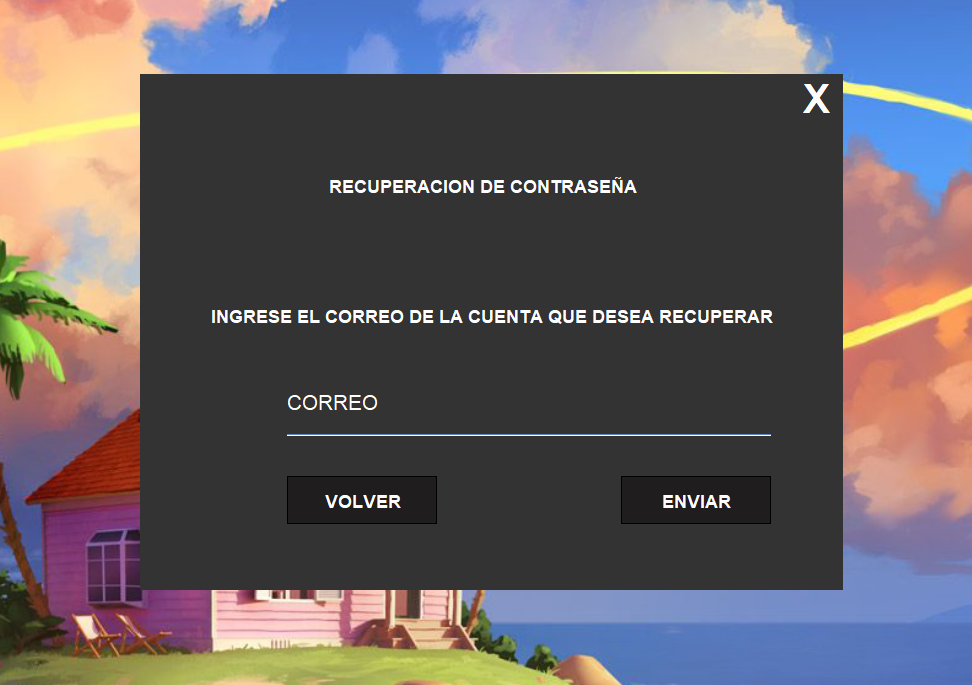 X
RECUPERACION DE CONTRASEÑA
INGRESE EL CORREO DE LA CUENTA QUE DESEA RECUPERAR
CORREO
VOLVER
ENVIAR